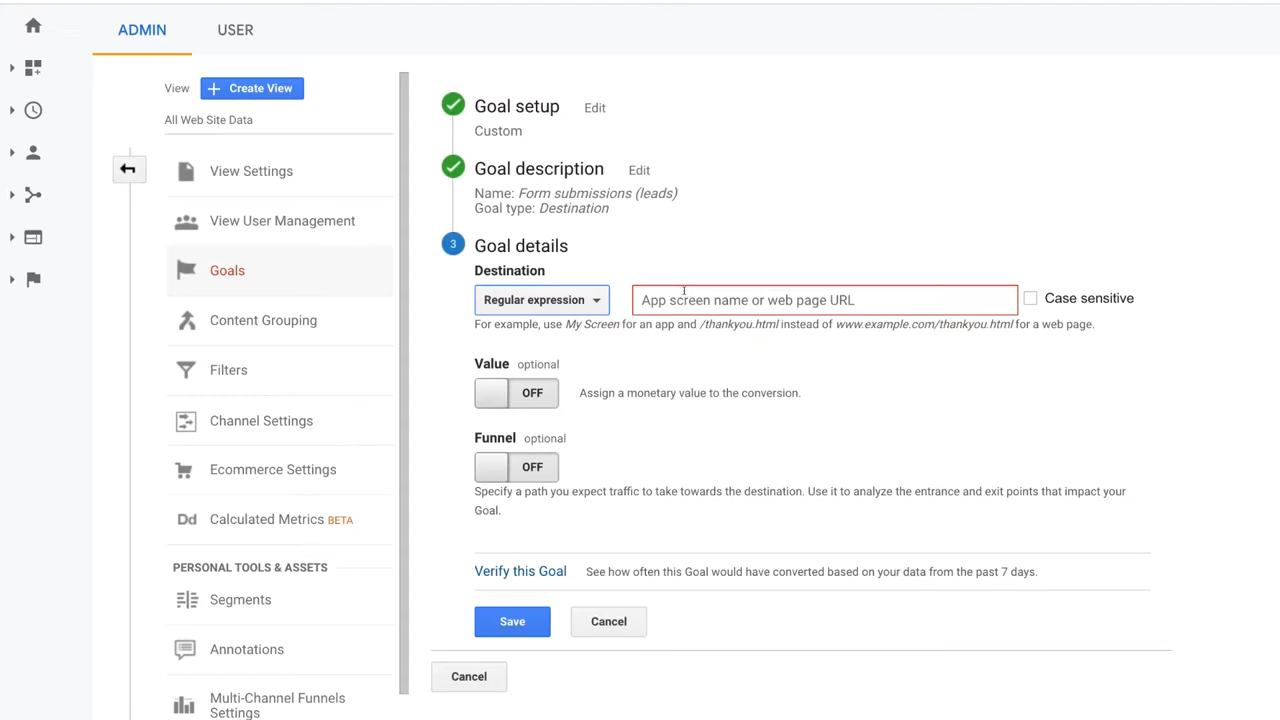 ADMIN
USER
View
Create View
All Web Site Data
View Settings
View User Management
Goals
Content Grouping
Filters
Channel Settings
Ecommerce Settings
Dd Calculated Metrics BETA
PERSONAL TOOLS & ASSETS
Segments
Annotations
Multi-Channel Funnels
Settings
Goal setup Edit
Custom
Goal description Edit
Name: Form submissions (leads)
Goal type: Destination
3 Goal details
Destination
Regular expression App screen name or web page URL Case sensitive
For example, use My Screen for an app and /thankyou.html instead of www.example.com/thankyou.html for a web page.
Value optional
OFF Assign a monetary value to the conversion.
Funnel optional
OFF
Specify a path you expect traffic to take towards the destination. Use it to analyze the entrance and exit points that impact your
Goal.
Verify this Goal See how often this Goal would have converted based on your data from the past 7 days.
Save Cancel
Cancel